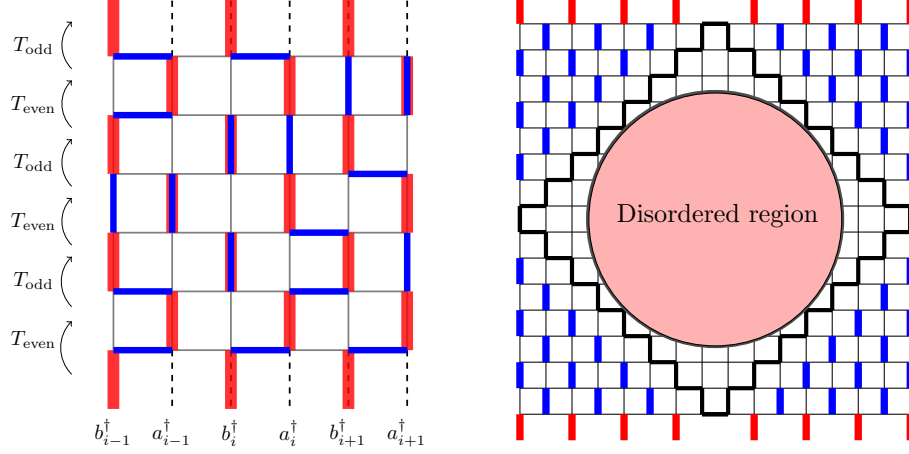 T_odd
T_even
T_odd
T_even
T_odd
T_even
b†_{i−1} a†_{i−1} b†_i a†_i b†_{i+1} a†_{i+1}
Disordered region